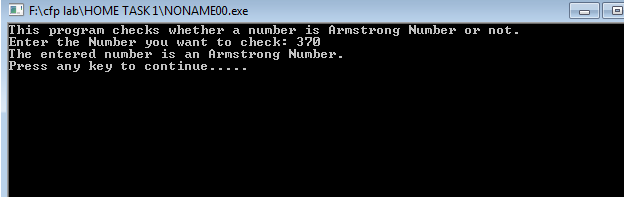 F:\cfp lab\HOME TASK1\NONAME00.exe
This program checks whether a number is Armstrong Number or not.
Enter the Number you want to check: 370
The entered number is an Armstrong Number.
Press any key to continue.....